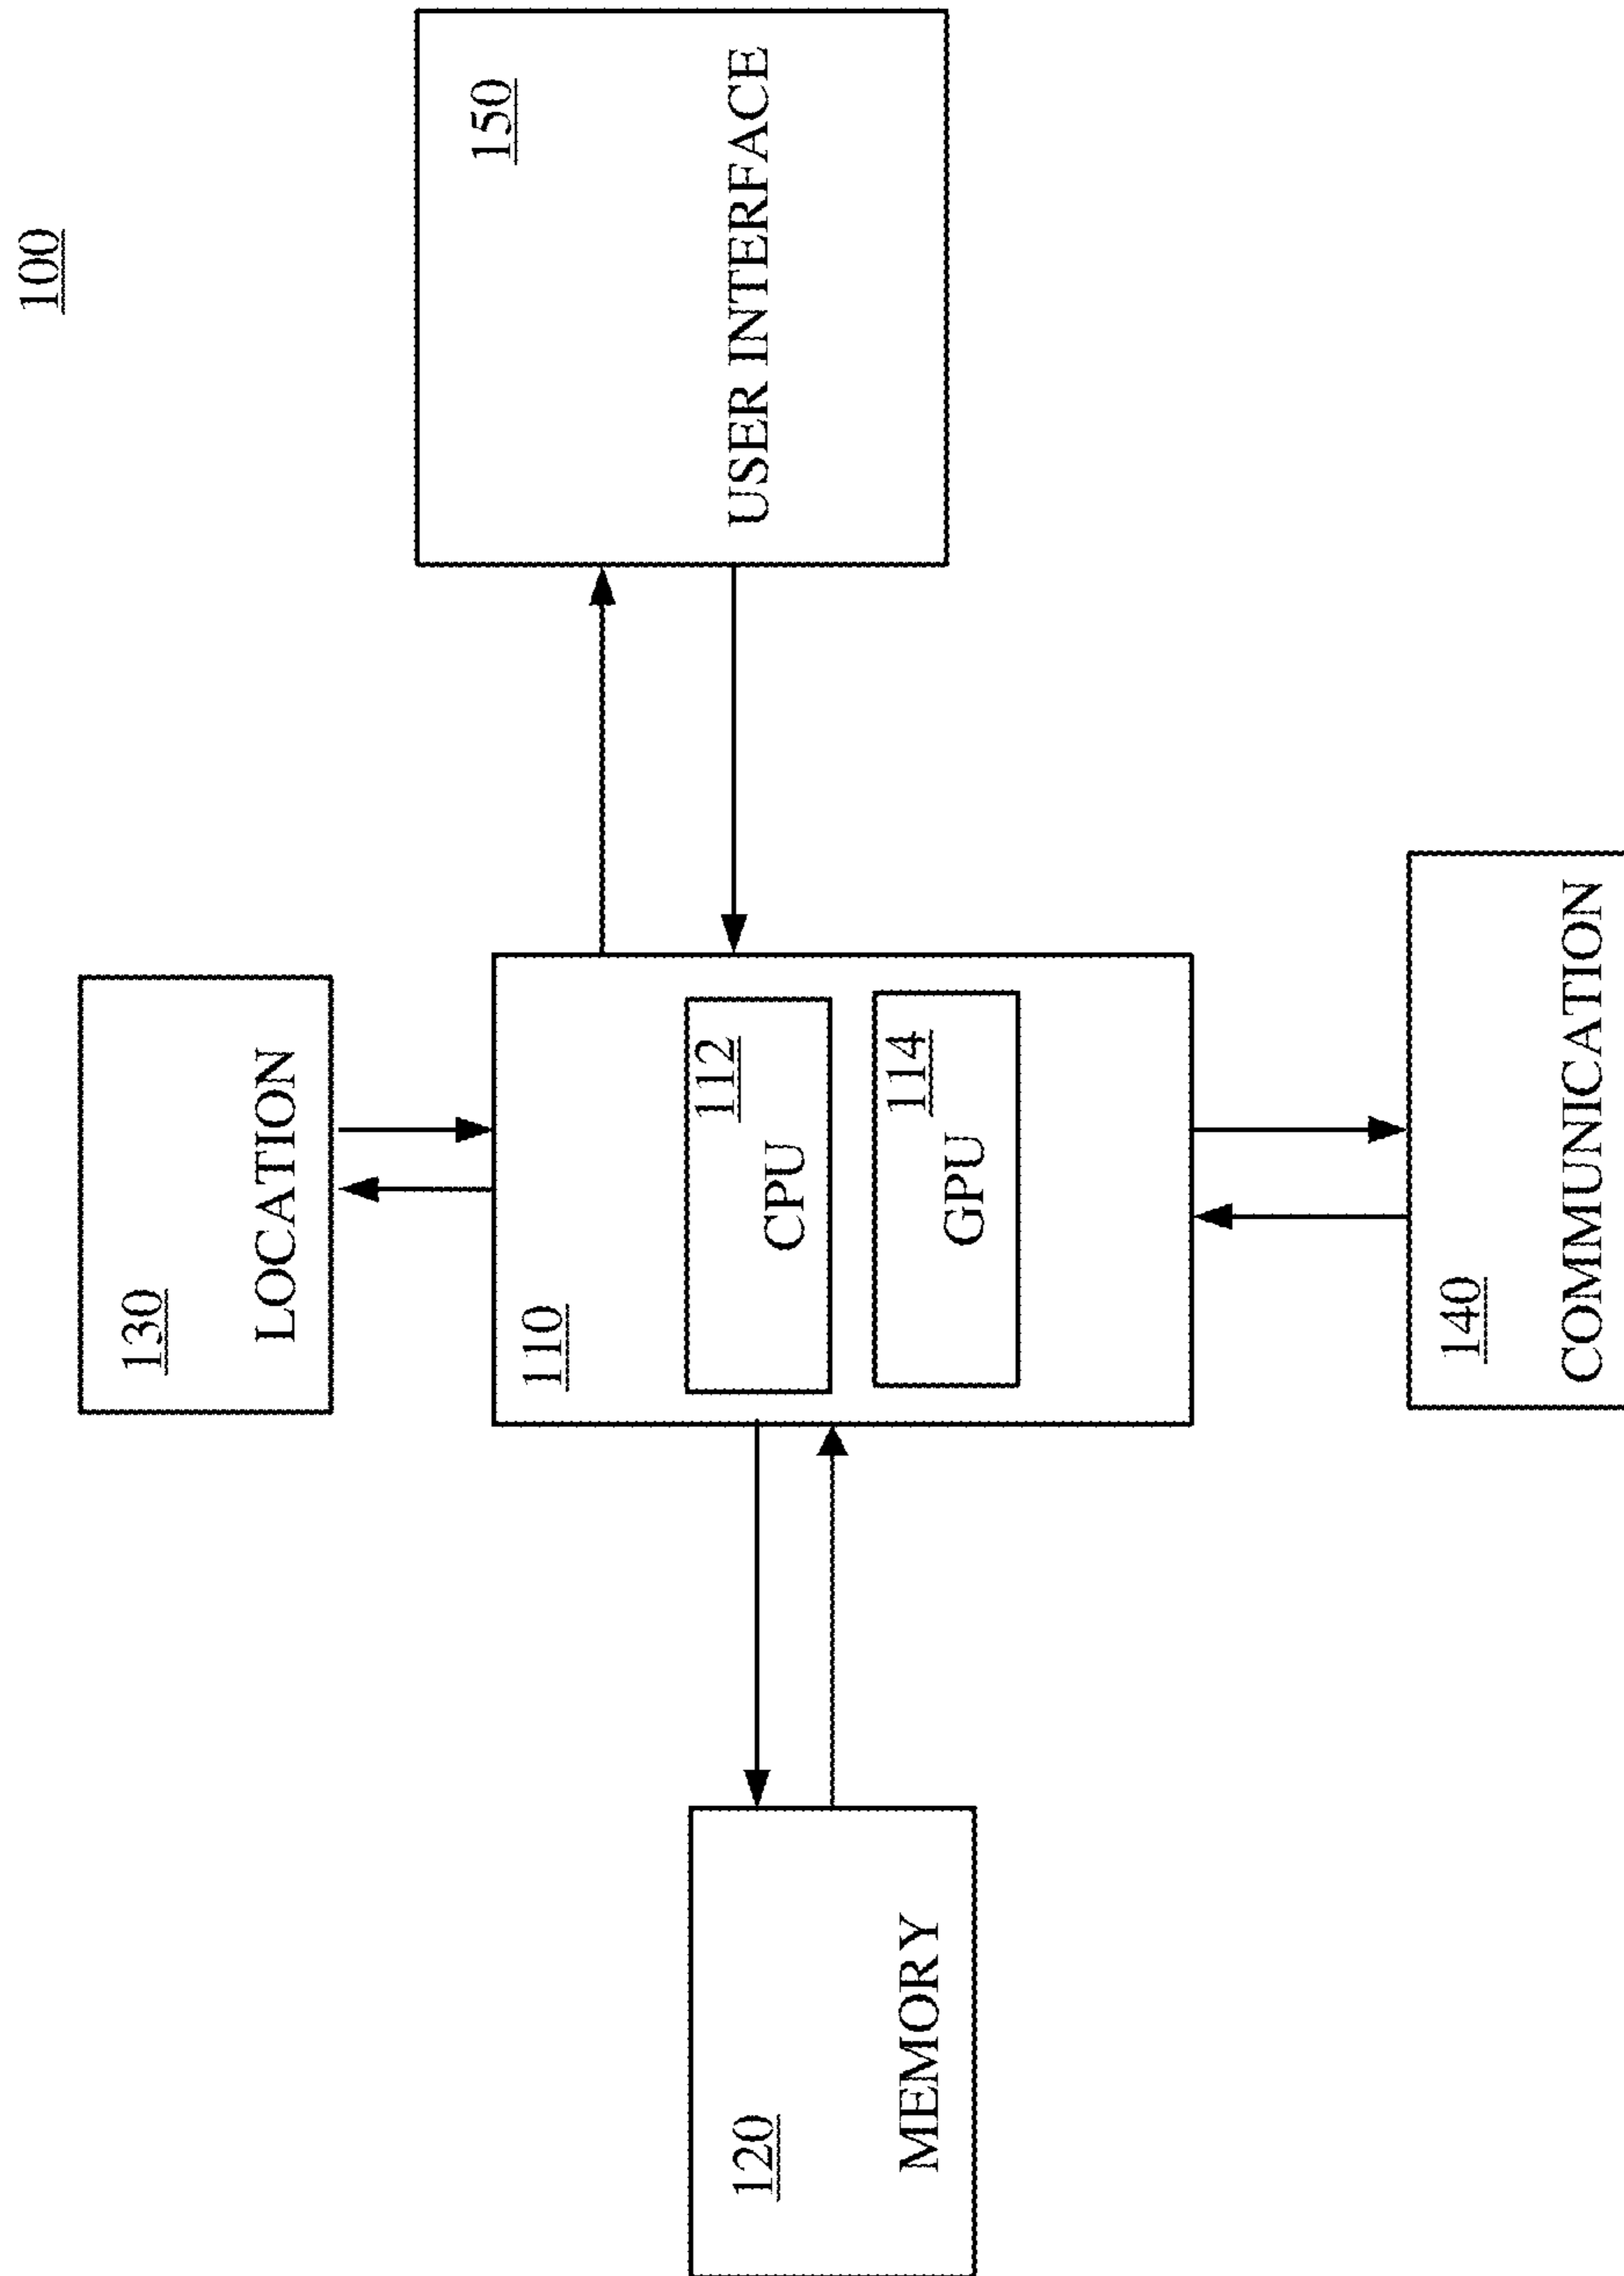 100
130
LOCATION
120
MEMORY
110
112
CPU
114
GPU
150
USER INTERFACE
140
COMMUNICATION